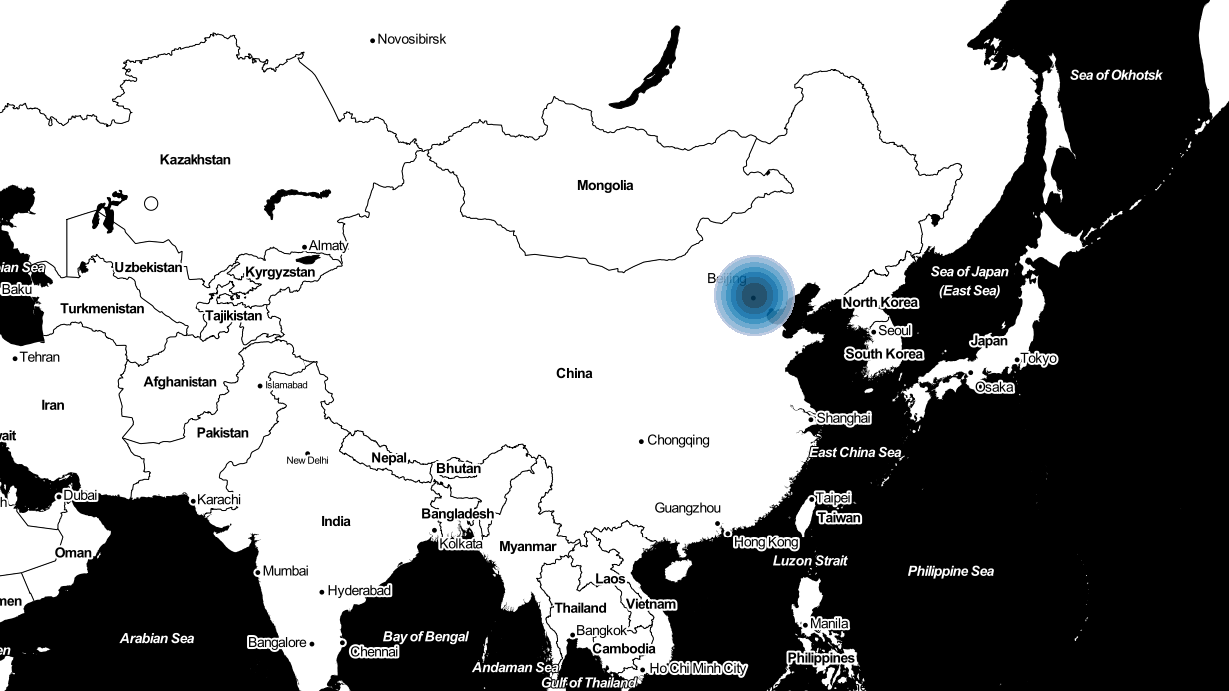 Novosibirsk
Sea of Okhotsk
Kazakhstan
Mongolia
Almaty
ian Sea
Uzbekistan
Kyrgyzstan
Beijing
Sea of Japan
(East Sea)
Baku
Turkmenistan
Tajikistan
North Korea
Seoul
Japan
South Korea
Tokyo
Tehran
China
Afghanistan
Islamabad
Osaka
Iran
Shanghai
Pakistan
Chongqing
ait
Nepal
New Delhi
Bhutan
East China Sea
Dubai
Karachi
Taipei
Guangzhou
Bangladesh
Taiwan
India
Kolkata
Hong Kong
Myanmar
Oman
Luzon Strait
Mumbai
Philippine Sea
Laos
Hyderabad
men
Thailand
Vietnam
Manila
Bangkok
Arabian Sea
Bay of Bengal
Bangalore
Chennai
Cambodia
en
Philippines
Andaman Sea
Ho Chi Minh City
Gulf of Thailand